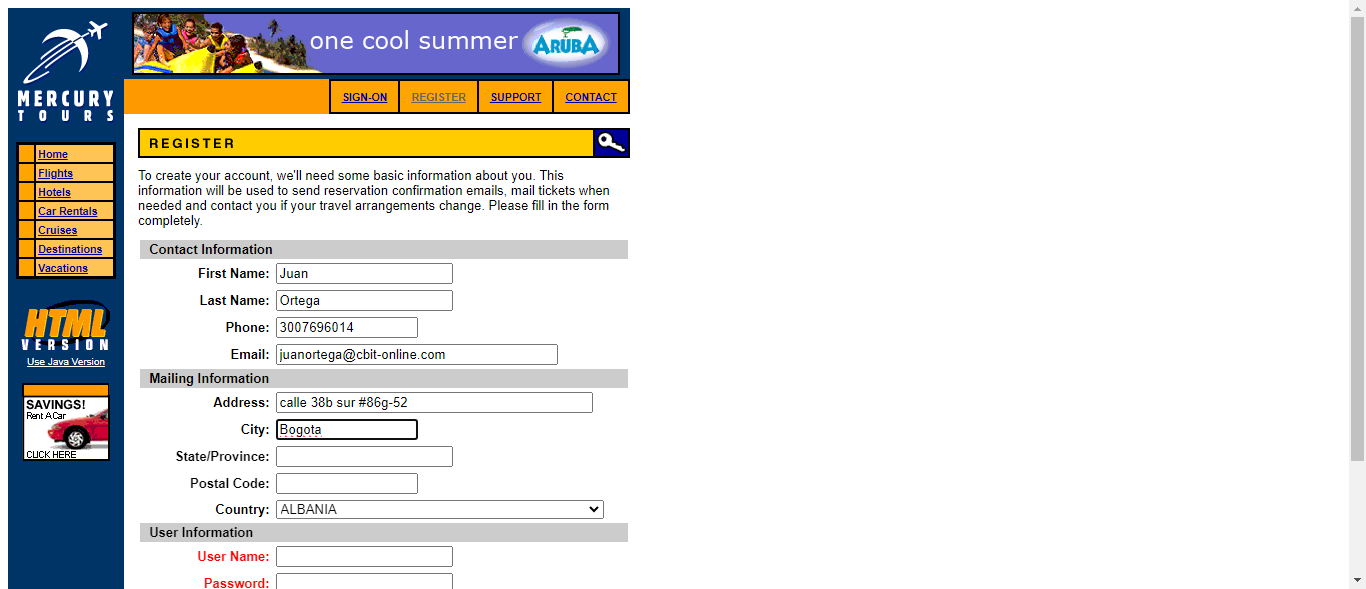 one cool summer ARUBA
MERCURY
TOURS
SIGN-ON REGISTER SUPPORT CONTACT
REGISTER
Home
Flights
Hotels
Car Rentals
Cruises
Destinations
Vacations
HTML
VERSION
Use Java Version
SAVINGS!
Rent A Car
CLICK HERE
To create your account, we'll need some basic information about you. This
information will be used to send reservation confirmation emails, mail tickets when
needed and contact you if your travel arrangements change. Please fill in the form
completely.
Contact Information
First Name: Juan
Last Name: Ortega
Phone: 3007696014
Email: juanortega@cbit-online.com
Mailing Information
Address: calle 38b sur #86g-52
City: Bogota
State/Province:
Postal Code:
Country: ALBANIA
User Information
User Name:
Password: